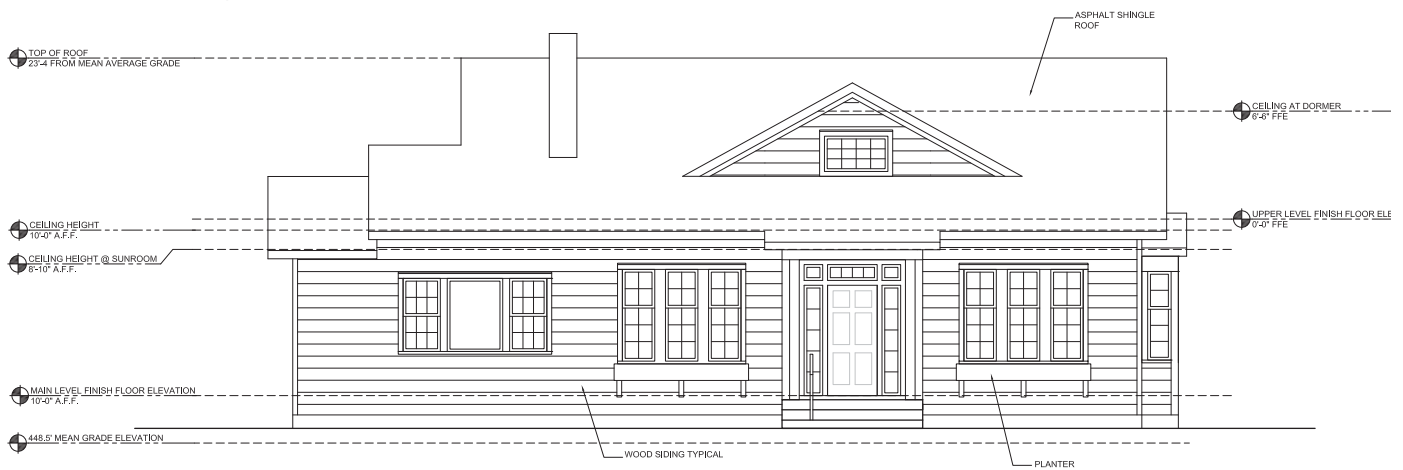 ASPHALT SHINGLE
ROOF
TOP OF ROOF
23'-4 FROM MEAN AVERAGE GRADE
CEILING AT DORMER
6'-6" FFE
UPPER LEVEL FINISH FLOOR ELE
0'-0" FFE
CEILING HEIGHT
10'-0" A.F.F.
CEILING HEIGHT @ SUNROOM
8'-10" A.F.F.
MAIN LEVEL FINISH FLOOR ELEVATION
10'-0" A.F.F.
448.5' MEAN GRADE ELEVATION
WOOD SIDING TYPICAL
PLANTER